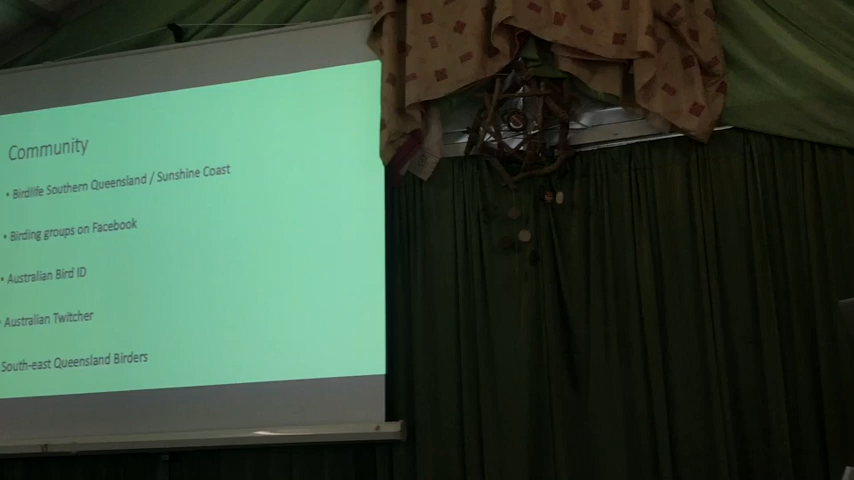 Community
• Birdlife Southern Queensland / Sunshine Coast
• Birding groups on Facebook
• Australian Bird ID
• Australian Twitcher
South-east Queensland Birders